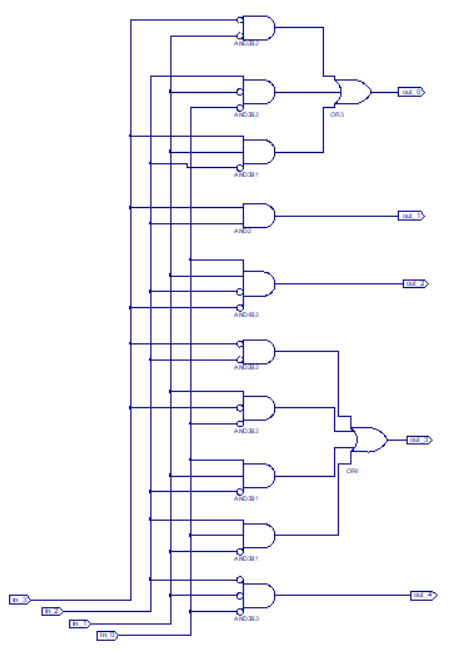 AND3B2
AND3B2
out_0
OR3
AND3B1
out_1
AND2
out_2
AND4B2
AND3B2
AND3B2
out_3
OR4
AND3B1
AND3B1
out_4
in_3
in_2
AND3B3
in_1
in_0